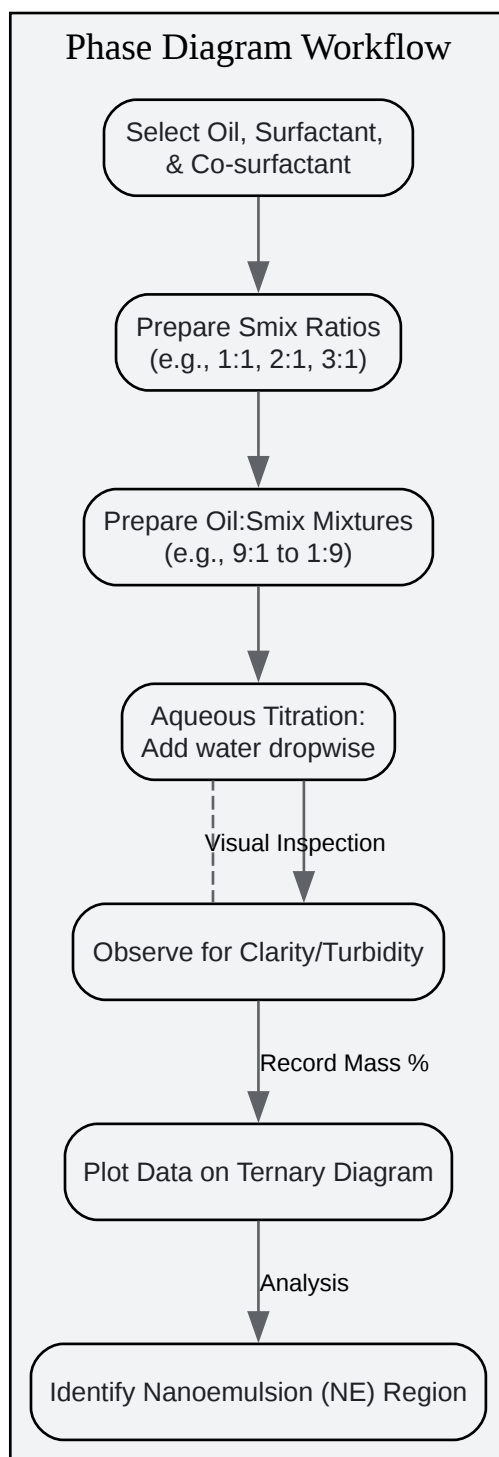 Phase Diagram Workflow
Select Oil, Surfactant,
& Co-surfactant
Prepare Smix Ratios
(e.g., 1:1, 2:1, 3:1)
Prepare Oil:Smix Mixtures
(e.g., 9:1 to 1:9)
Aqueous Titration:
Add water dropwise
Visual Inspection
Observe for Clarity/Turbidity
Record Mass %
Plot Data on Ternary Diagram
Analysis
Identify Nanoemulsion (NE) Region